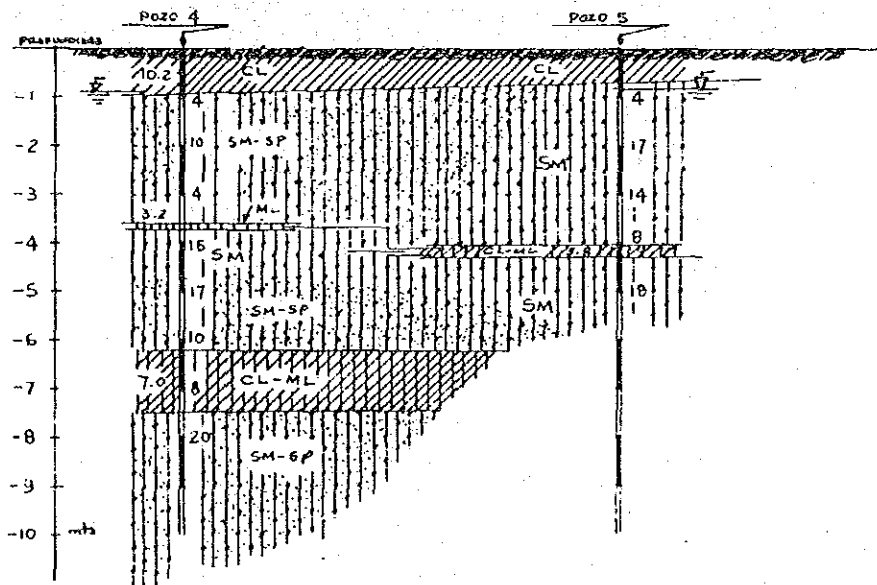 POZO 4 POZO 5
10.2 CL CL
-1 4 4
-2 10 SM-SP 17
SM
-3 4 14
3.2 ML
-4 8
16 SM CL-ML
-5 17 18
SM-SP SM
-6 10
-7 7.0 8 CL-ML
-8 20
SM-SP
-9
-10 mts